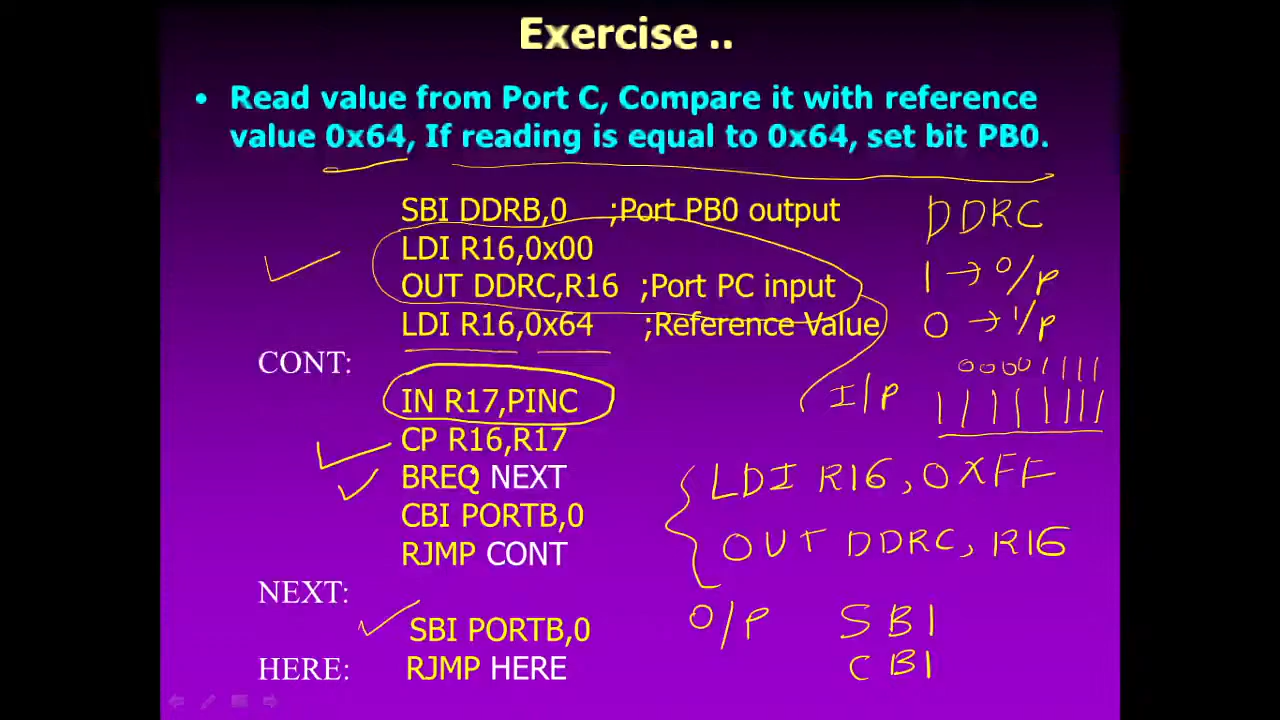 Exercise ..
• Read value from Port C, Compare it with reference
value 0x64, If reading is equal to 0x64, set bit PB0.
SBI DDRB,0 ;Port PB0 output
LDI R16,0x00
OUT DDRC,R16 ;Port PC input
LDI R16,0x64 ;Reference Value
CONT:
IN R17,PINC
CP R16,R17
BREQ NEXT
CBI PORTB,0
RJMP CONT
NEXT:
SBI PORTB,0
HERE: RJMP HERE
DDRC
1 → O/P
0 → I/P
00001111
I/P 11111111
LDI R16, 0XFF
OUT DDRC, R16
O/P SBI
CBI